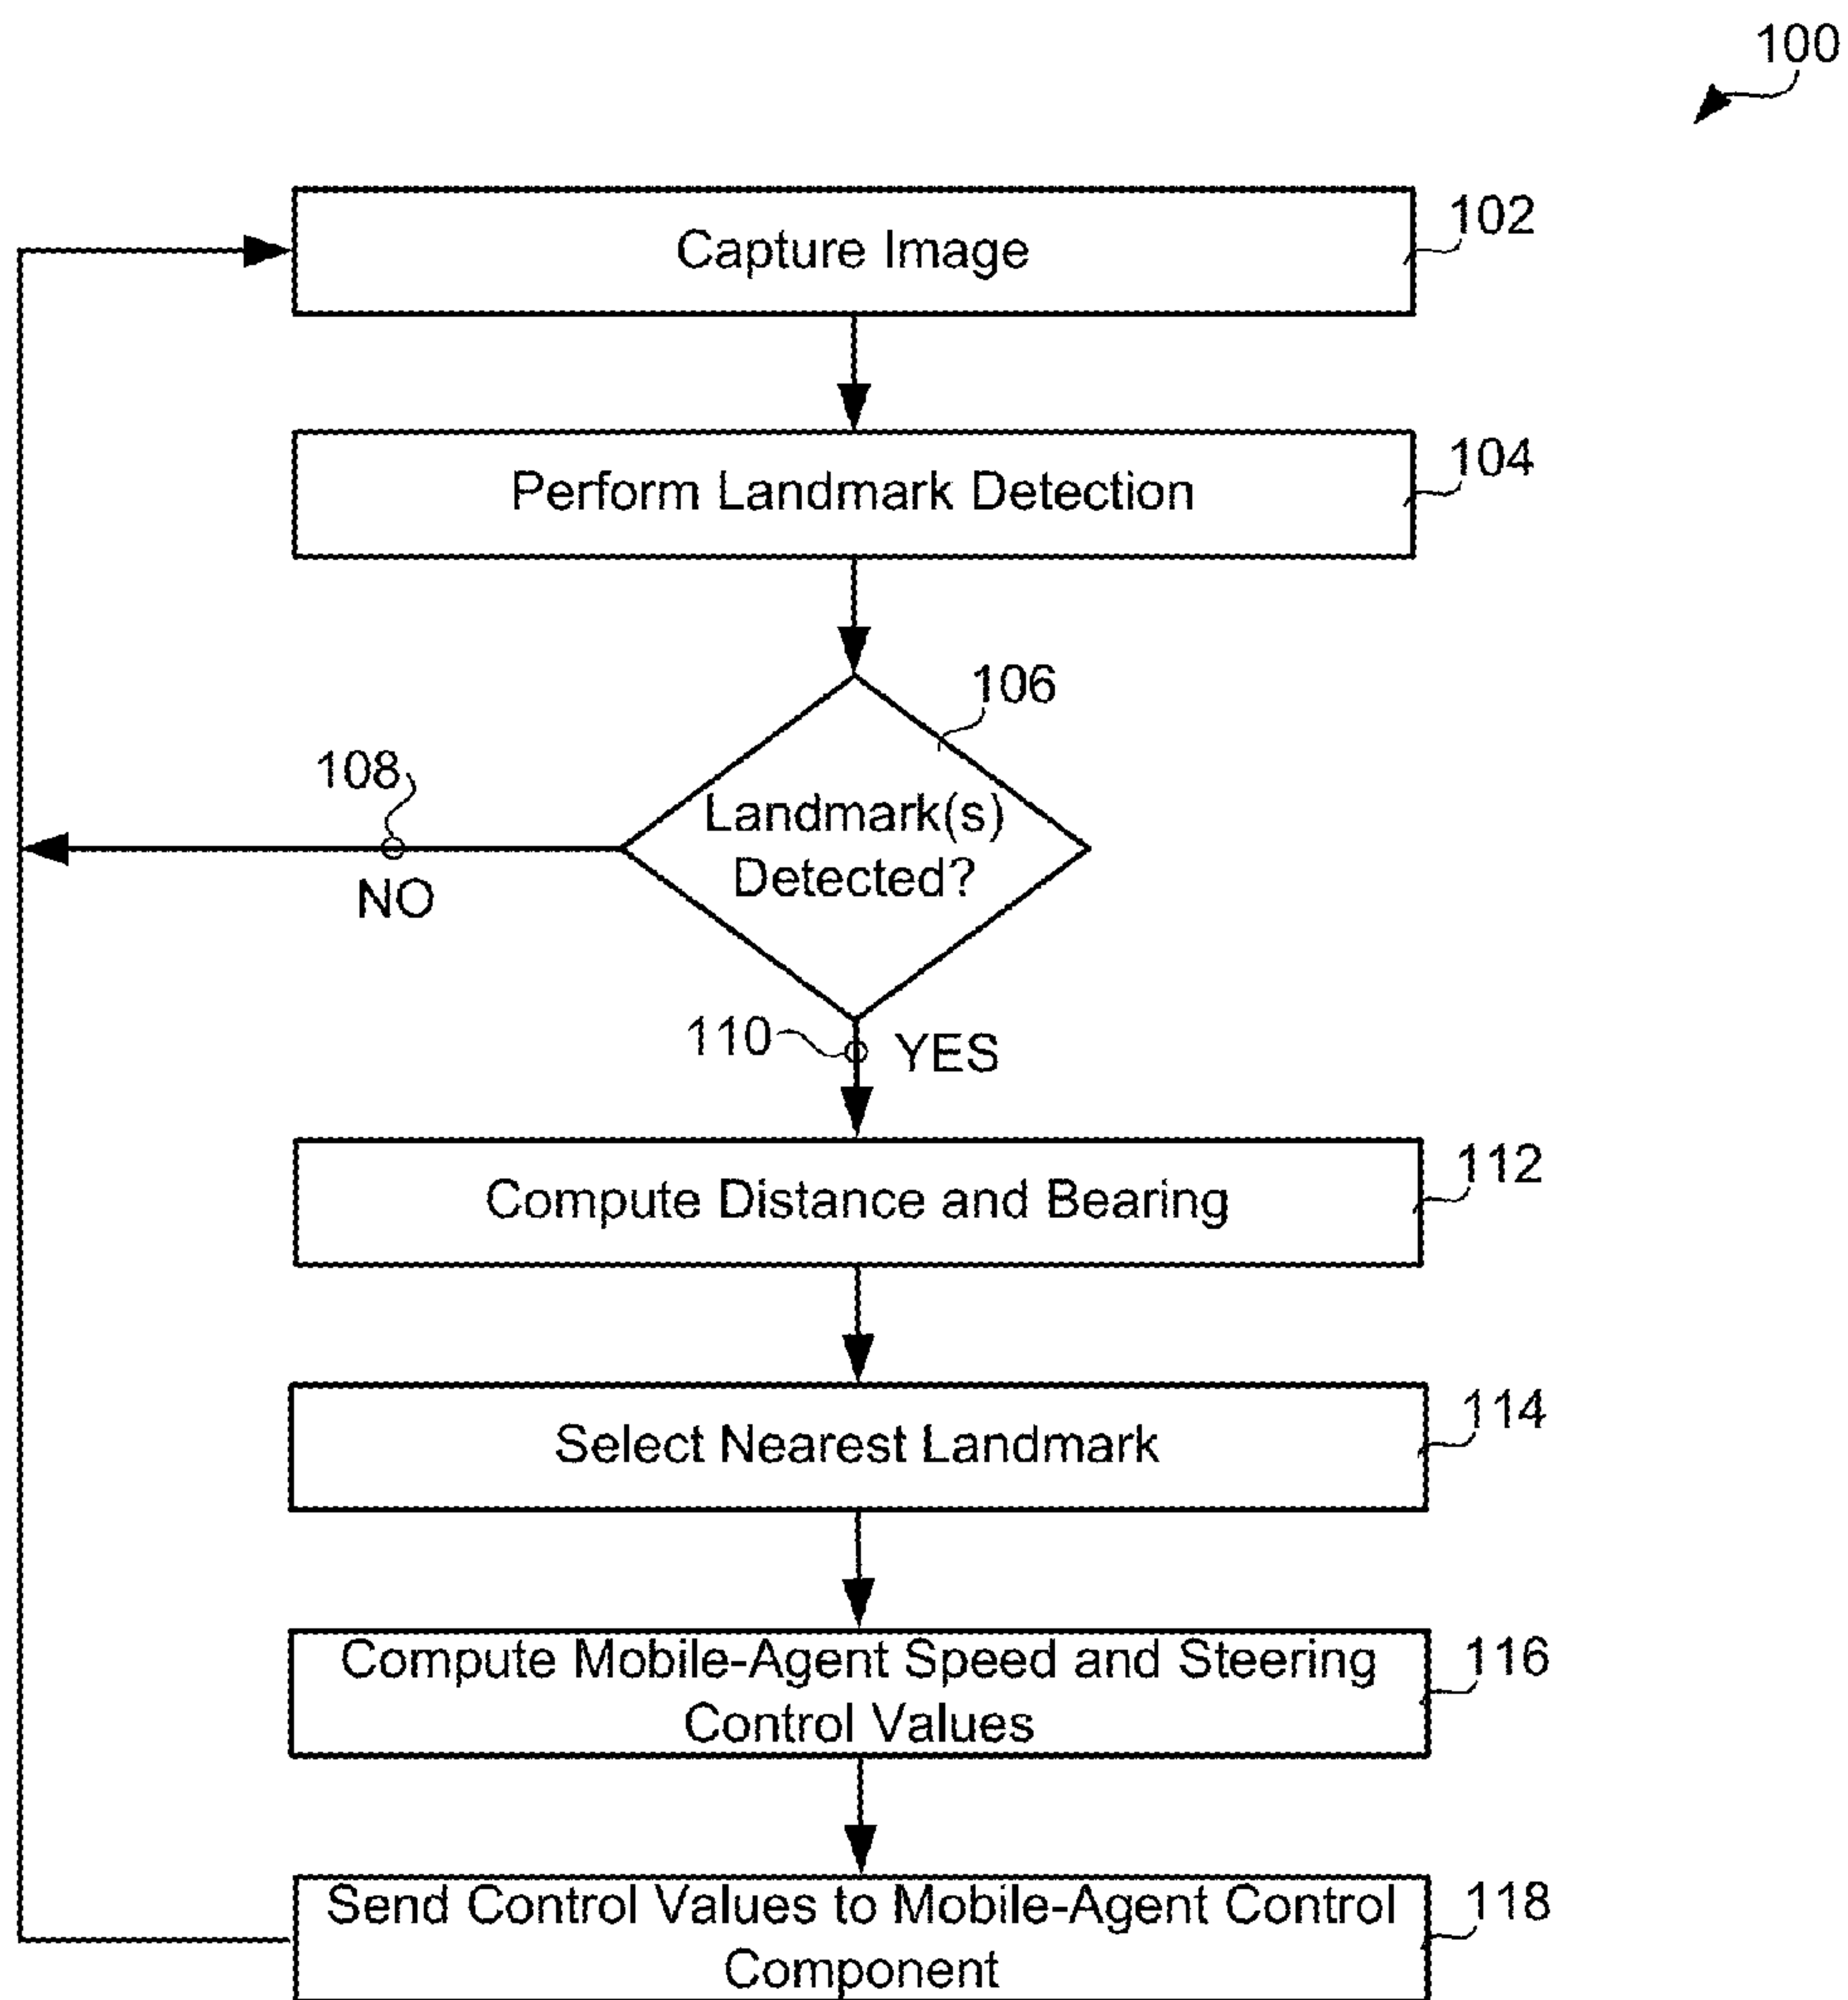 100
Capture Image
102
Perform Landmark Detection
104
106
Landmark(s)
Detected?
108
NO
110
YES
Compute Distance and Bearing
112
Select Nearest Landmark
114
Compute Mobile-Agent Speed and Steering
Control Values
116
Send Control Values to Mobile-Agent Control
Component
118